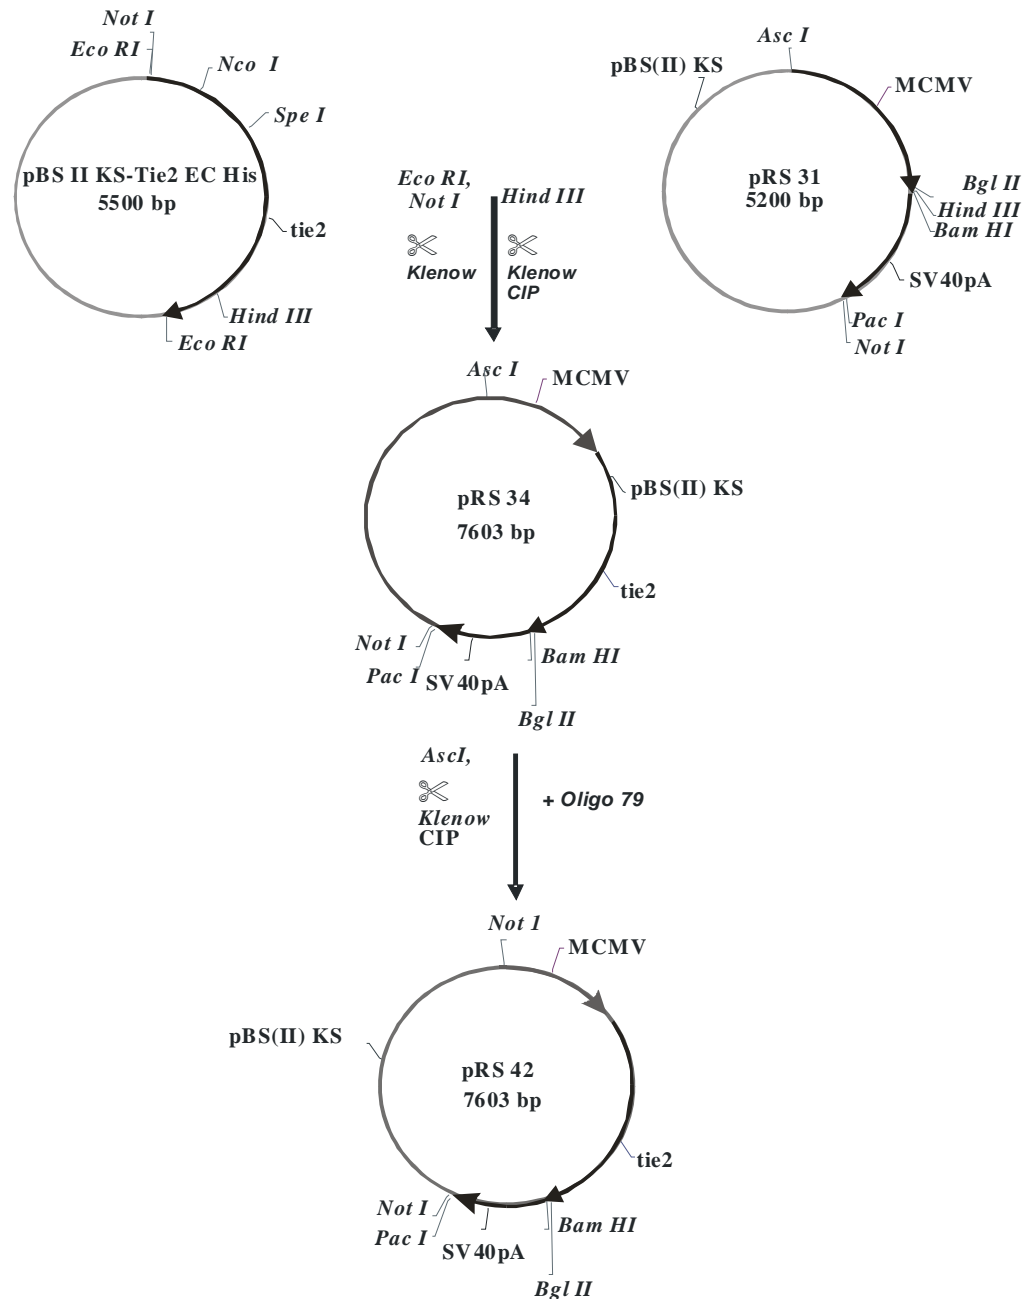 Not I
Eco RI
Nco I
Spe I
pBS II KS-Tie2 EC His
5500 bp
tie2
Hind III
Eco RI
Eco RI,
Not I
Hind III
Klenow
Klenow
CIP
Asc I
pBS(II) KS
MCMV
pRS 31
5200 bp
Bgl II
Hind III
Bam HI
SV40pA
Pac I
Not I
Asc I
MCMV
pRS 34
7603 bp
pBS(II) KS
tie2
Not I
Pac I
SV40pA
Bam HI
Bgl II
AscI,
Klenow
CIP
+ Oligo 79
Not 1
MCMV
pBS(II) KS
pRS 42
7603 bp
tie2
Not I
Pac I
SV40pA
Bam HI
Bgl II